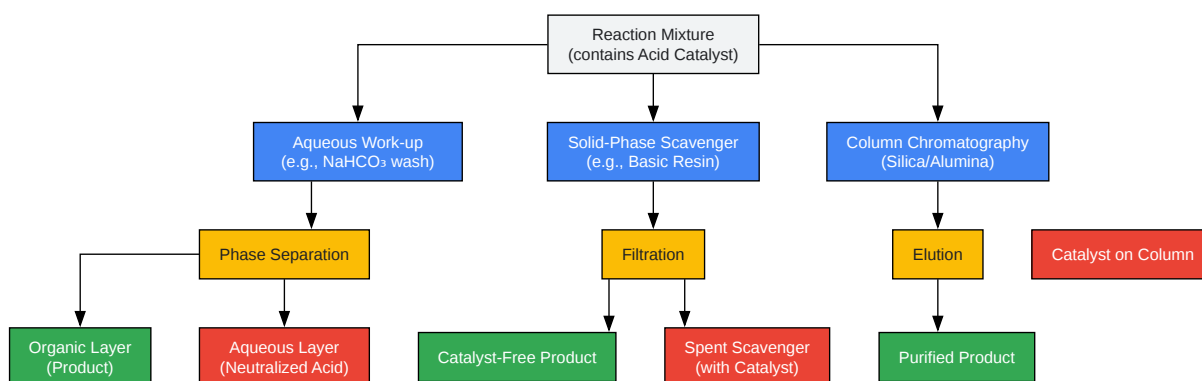 Reaction Mixture
(contains Acid Catalyst)
Aqueous Work-up
(e.g., NaHCO₃ wash)
Solid-Phase Scavenger
(e.g., Basic Resin)
Column Chromatography
(Silica/Alumina)
Phase Separation
Filtration
Elution
Catalyst on Column
Organic Layer
(Product)
Aqueous Layer
(Neutralized Acid)
Catalyst-Free Product
Spent Scavenger
(with Catalyst)
Purified Product